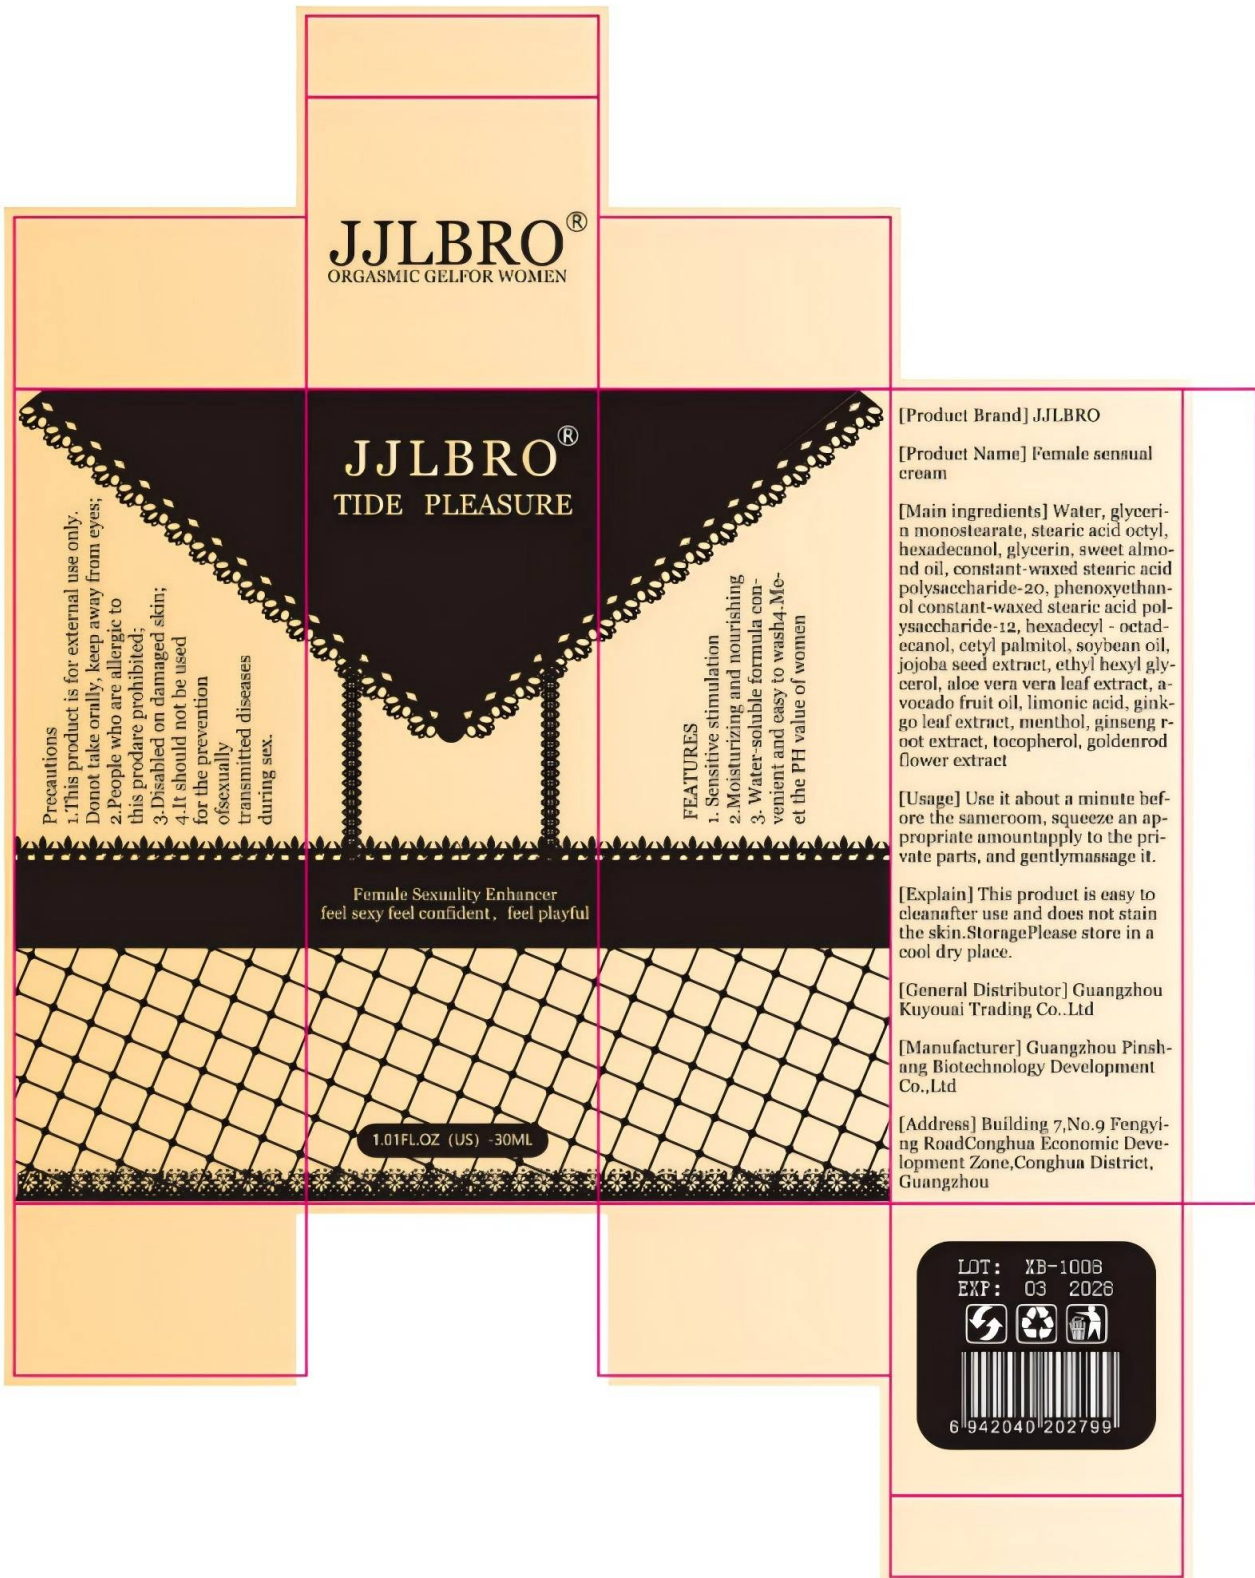 JJLBRO®
ORGASMIC GELFOR WOMEN
JJLBRO®
TIDE PLEASURE
Precautions
1.This product is for external use only.
Donot take orally, keep away from eyes;
2.People who are allergic to
this prodare prohibited;
3.Disabled on damaged skin;
4.It should not be used
for the prevention
ofsexually
transmitted diseases
during sex.
FEATURES
1. Sensitive stimulation
2.Moisturizing and nourishing
3. Water-soluble formula con-
venient and easy to wash4.Me-
et the PH value of women
Female Sexuality Enhancer
feel sexy feel confident, feel playful
1.01FL.OZ (US) -30ML
[Product Brand] JJLBRO
[Product Name] Female sensual
cream
[Main ingredients] Water, glyceri-
n monostearate, stearic acid octyl,
hexadecanol, glycerin, sweet almo-
nd oil, constant-waxed stearic acid
polysaccharide-20, phenoxyethan-
ol constant-waxed stearic acid pol-
ysaccharide-12, hexadecyl - octad-
ecanol, cetyl palmitol, soybean oil,
jojoba seed extract, ethyl hexyl gly-
cerol, aloe vera vera leaf extract, a-
vocado fruit oil, limonic acid, gink-
go leaf extract, menthol, ginseng r-
oot extract, tocopherol, goldenrod
flower extract
[Usage] Use it about a minute bef-
ore the sameroom, squeeze an ap-
propriate amountapply to the pri-
vate parts, and gentlymassage it.
[Explain] This product is easy to
cleanafter use and does not stain
the skin.StoragePlease store in a
cool dry place.
[General Distributor] Guangzhou
Kuyouai Trading Co..Ltd
[Manufacturer] Guangzhou Pinsh-
ang Biotechnology Development
Co.,Ltd
[Address] Building 7,No.9 Fengyi-
ng RoadConghua Economic Deve-
lopment Zone,Conghua District,
Guangzhou
LOT: XB-1006
EXP: 03 2026
6 942040 202799